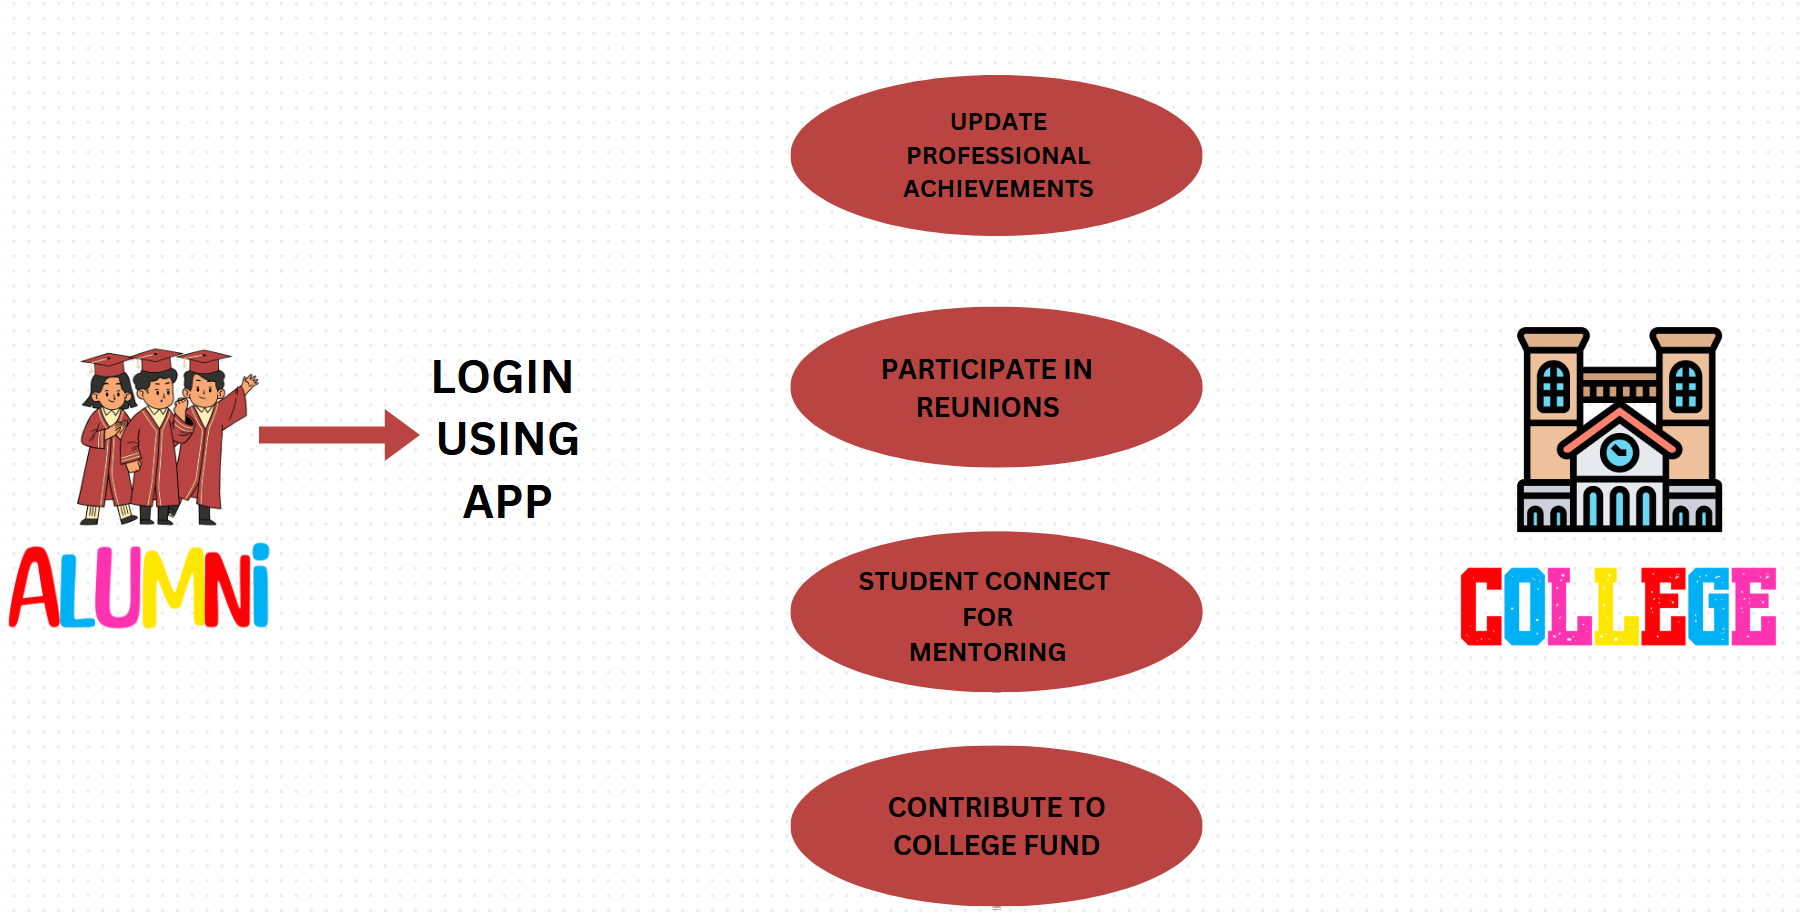 UPDATE
PROFESSIONAL
ACHIEVEMENTS
PARTICIPATE IN
REUNIONS
LOGIN
USING
APP
ALUMNi
STUDENT CONNECT
FOR
MENTORING
COLLEGE
CONTRIBUTE TO
COLLEGE FUND